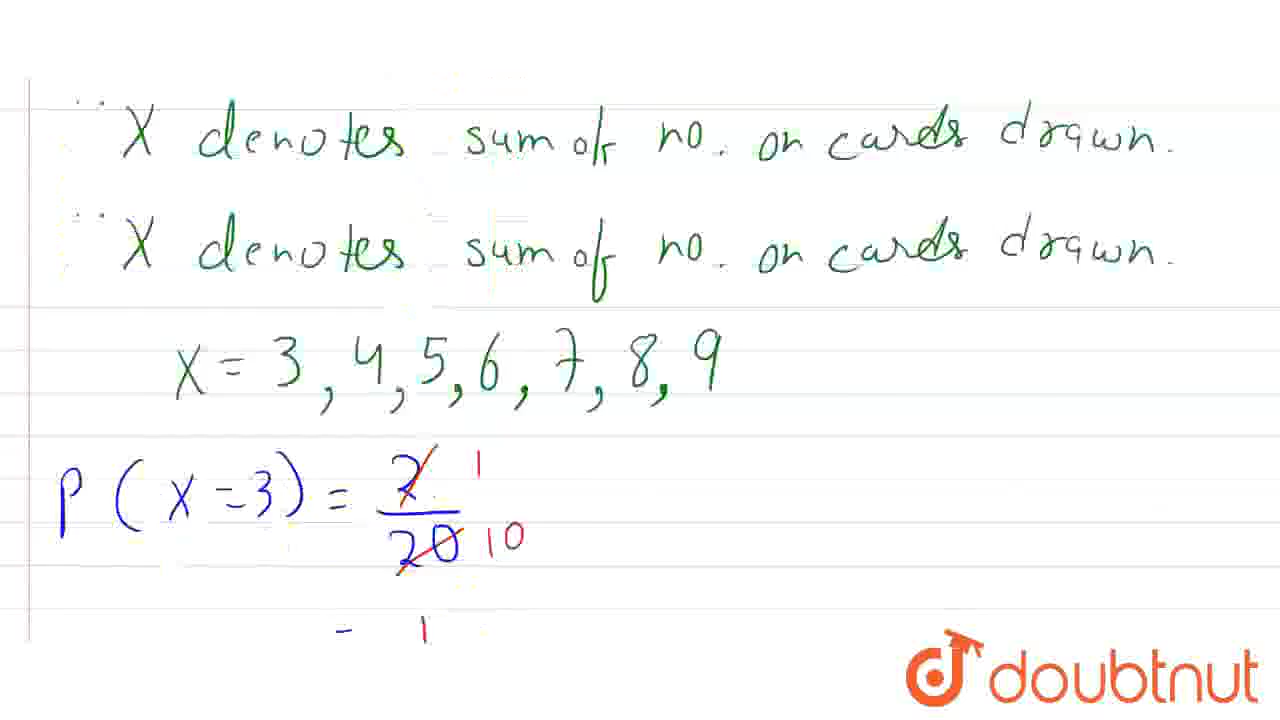 ∵ X denotes sum of no. on cards drawn.
∵ X denotes sum of no. on cards drawn.
X = 3, 4, 5, 6, 7, 8, 9
P ( X = 3 ) = 2/20 1/10
= 1
doubtnut